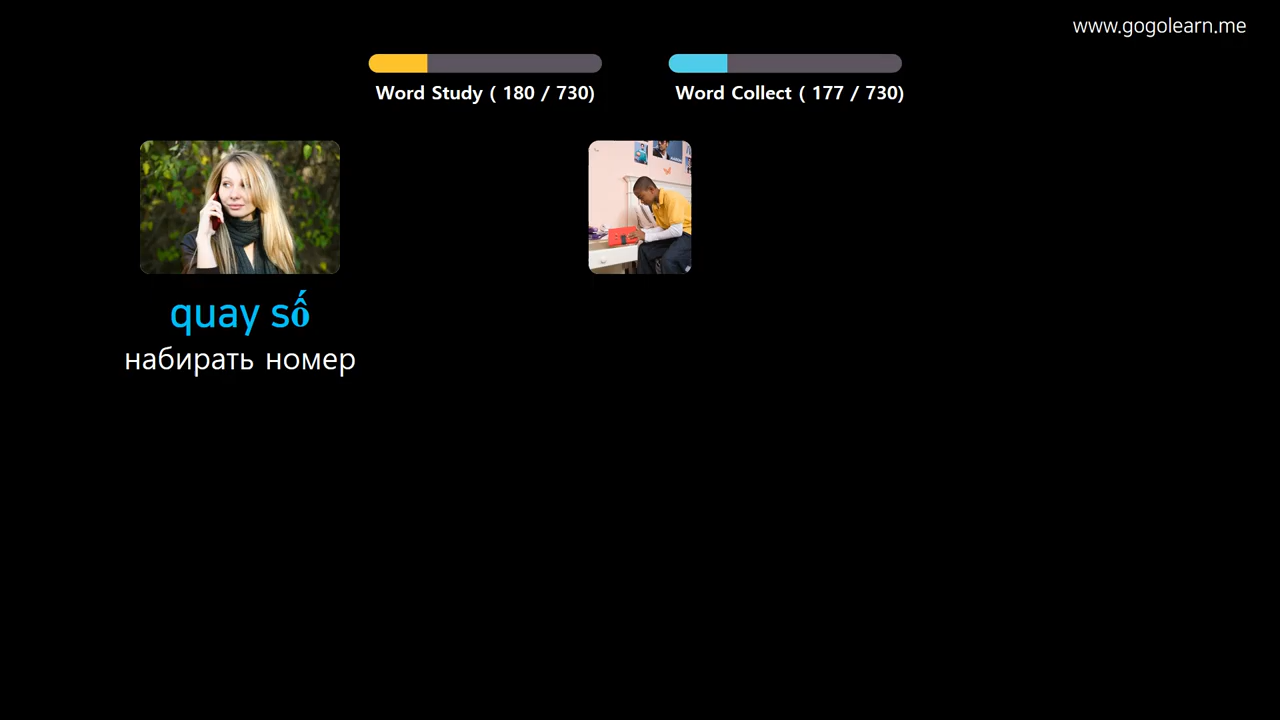 www.gogolearn.me
Word Study ( 180 / 730)
Word Collect ( 177 / 730)
quay số
набирать номер